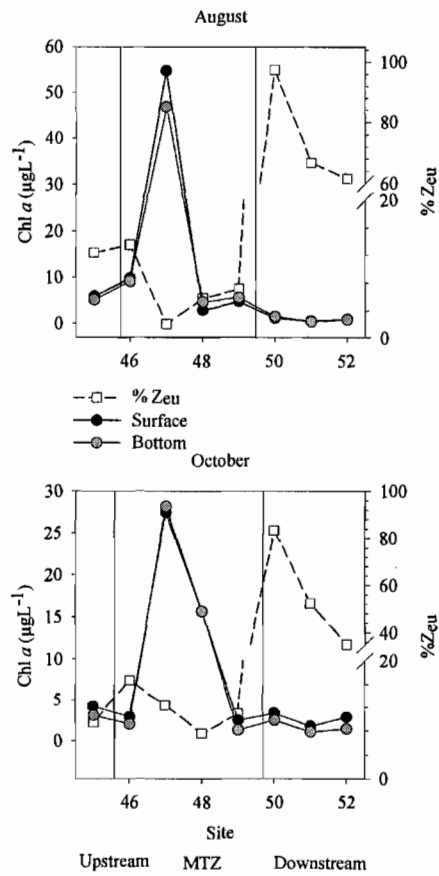 August
60
50
40
30
20
10
0
Chl a (µgL⁻¹)
100
80
60
20
0
% Zeu
46 48 50 52
% Zeu
Surface
Bottom
October
30
25
20
15
10
5
0
Chl a (µgL⁻¹)
100
80
60
40
20
0
%Zeu
46 48 50 52
Site
Upstream MTZ Downstream